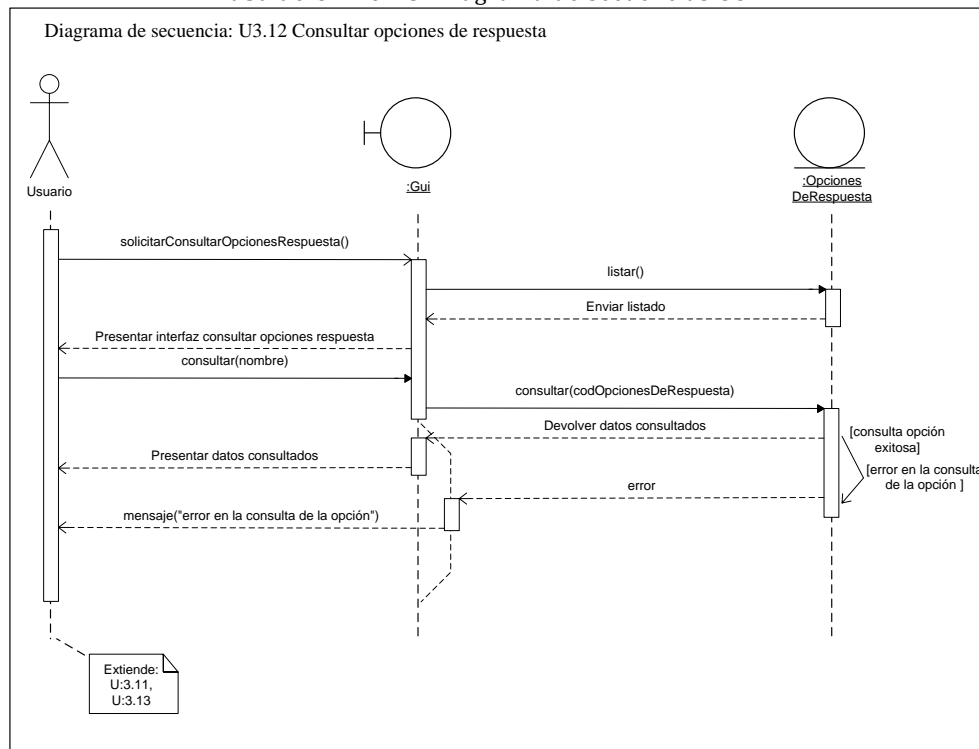 Diagrama de secuencia: U3.12 Consultar opciones de respuesta
Usuario
:Gui
:Opciones
DeRespuesta
solicitarConsultarOpcionesRespuesta()
listar()
Enviar listado
Presentar interfaz consultar opciones respuesta
consultar(nombre)
consultar(codOpcionesDeRespuesta)
Devolver datos consultados
[consulta opción
exitosa]
Presentar datos consultados
[error en la consulta
de la opción ]
error
mensaje("error en la consulta de la opción")
Extiende:
U:3.11,
U:3.13